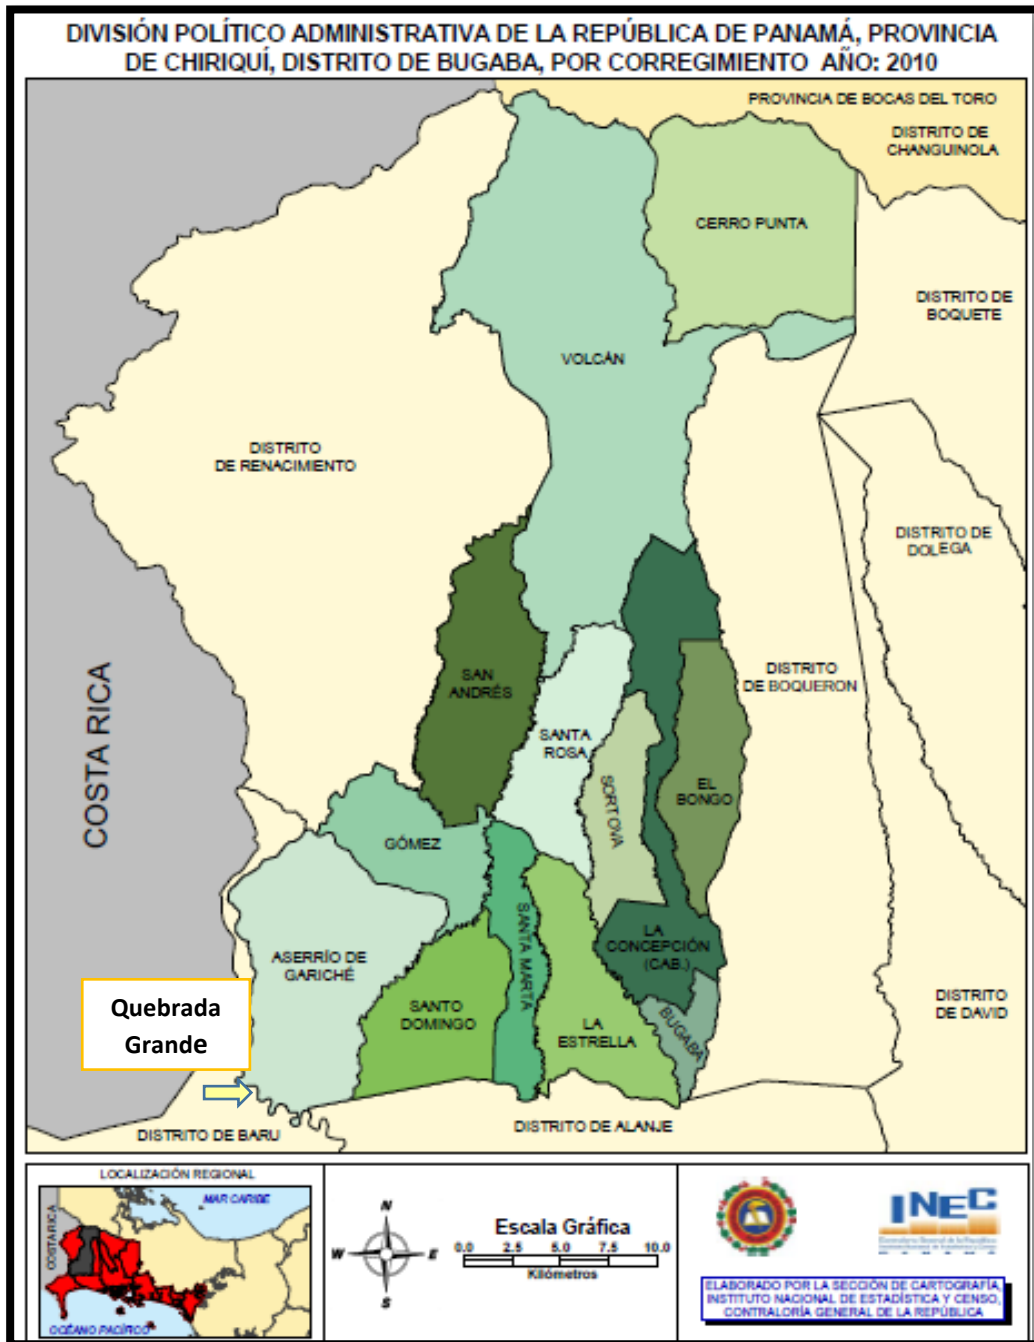 DIVISIÓN POLÍTICO ADMINISTRATIVA DE LA REPÚBLICA DE PANAMÁ, PROVINCIA
DE CHIRIQUÍ, DISTRITO DE BUGABA, POR CORREGIMIENTO AÑO: 2010
PROVINCIA DE BOCAS DEL TORO
DISTRITO DE
CHANGUINOLA
CERRO PUNTA
DISTRITO DE
BOQUETE
VOLCÁN
DISTRITO
DE RENACIMIENTO
DISTRITO DE
DOLEGA
COSTA RICA
SAN
ANDRÉS
DISTRITO
DE BOQUERON
SANTA
ROSA
SORTOVA
EL
BONGO
GÓMEZ
SANTA MARTA
LA
CONCEPCIÓN
(CAB.)
ASERRÍO DE
GARICHÉ
Quebrada
Grande
SANTO
DOMINGO
LA
ESTRELLA
BUGABA
DISTRITO
DE DAVID
DISTRITO DE BARU
DISTRITO DE ALANJE
LOCALIZACIÓN REGIONAL
MAR CARIBE
COSTA RICA
OCÉANO PACÍFICO
N
W E
S
Escala Gráfica
0.0 2.5 5.0 7.5 10.0
Kilómetros
INEC
ELABORADO POR LA SECCIÓN DE CARTOGRAFÍA,
INSTITUTO NACIONAL DE ESTADÍSTICA Y CENSO,
CONTRALORÍA GENERAL DE LA REPÚBLICA